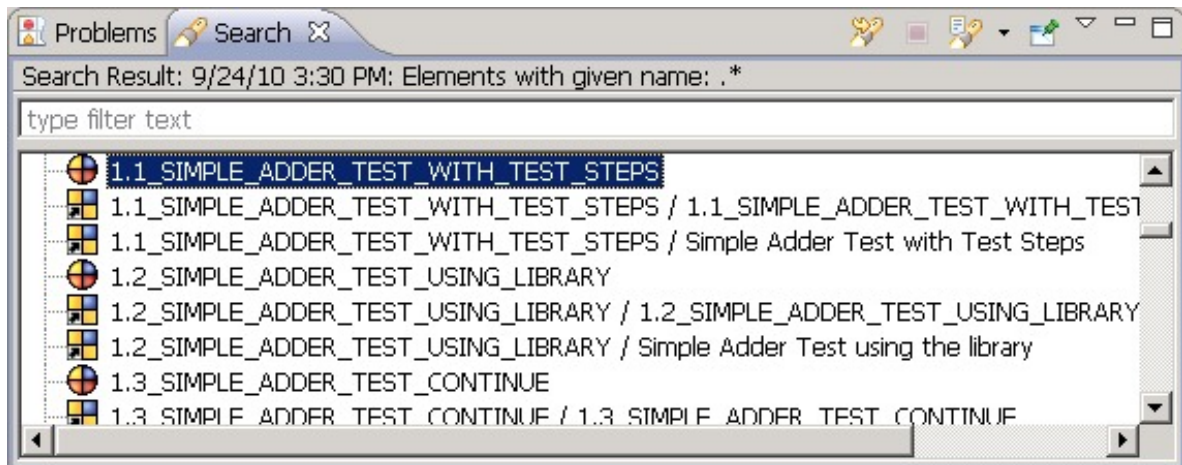 Problems Search
Search Result: 9/24/10 3:30 PM: Elements with given name: .*
type filter text
1.1_SIMPLE_ADDER_TEST_WITH_TEST_STEPS
1.1_SIMPLE_ADDER_TEST_WITH_TEST_STEPS / 1.1_SIMPLE_ADDER_TEST_WITH_TEST
1.1_SIMPLE_ADDER_TEST_WITH_TEST_STEPS / Simple Adder Test with Test Steps
1.2_SIMPLE_ADDER_TEST_USING_LIBRARY
1.2_SIMPLE_ADDER_TEST_USING_LIBRARY / 1.2_SIMPLE_ADDER_TEST_USING_LIBRARY
1.2_SIMPLE_ADDER_TEST_USING_LIBRARY / Simple Adder Test using the library
1.3_SIMPLE_ADDER_TEST_CONTINUE
1.3_SIMPLE_ADDER_TEST_CONTINUE / 1.3_SIMPLE_ADDER_TEST_CONTINUE